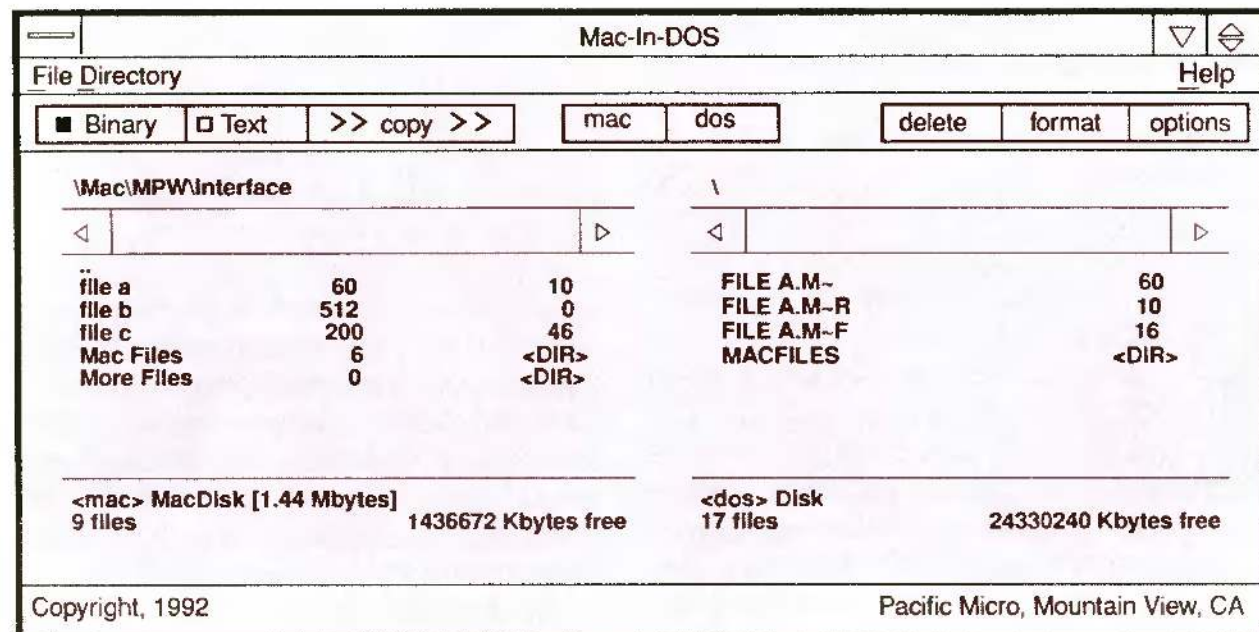 Mac-In-DOS
File Directory Help
Binary Text >> copy >> mac dos delete format options
\Mac\MPW\Interface \
..
file a 60 10 FILE A.M~ 60
file b 512 0 FILE A.M~R 10
file c 200 46 FILE A.M~F 16
Mac Files 6 <DIR> MACFILES <DIR>
More Files 0 <DIR>
<mac> MacDisk [1.44 Mbytes] <dos> Disk
9 files 1436672 Kbytes free 17 files 24330240 Kbytes free
Copyright, 1992 Pacific Micro, Mountain View, CA